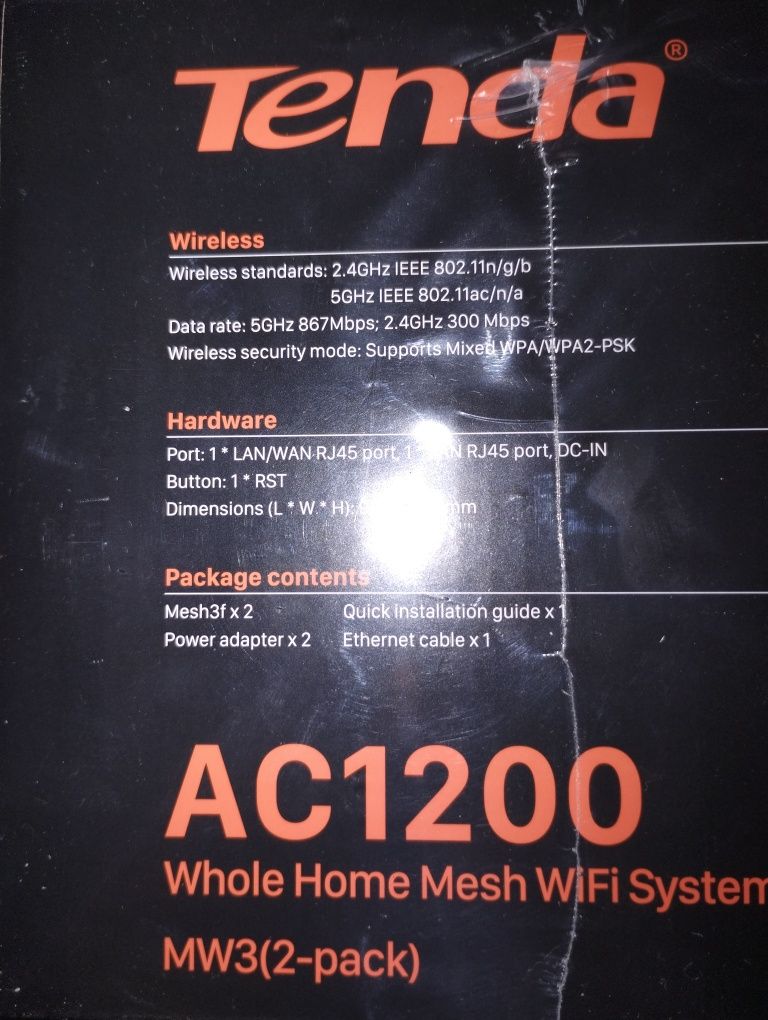 Tenda®
Wireless
Wireless standards: 2.4GHz IEEE 802.11n/g/b
5GHz IEEE 802.11ac/n/a
Data rate: 5GHz 867Mbps; 2.4GHz 300 Mbps
Wireless security mode: Supports Mixed WPA/WPA2-PSK
Hardware
Port: 1 * LAN/WAN RJ45 port, 1 RJ45 port, DC-IN
Button: 1 * RST
Dimensions (L * W * H): mm
Package contents
Mesh3f x 2 Quick installation guide x 1
Power adapter x 2 Ethernet cable x 1
AC1200
Whole Home Mesh WiFi System
MW3(2-pack)